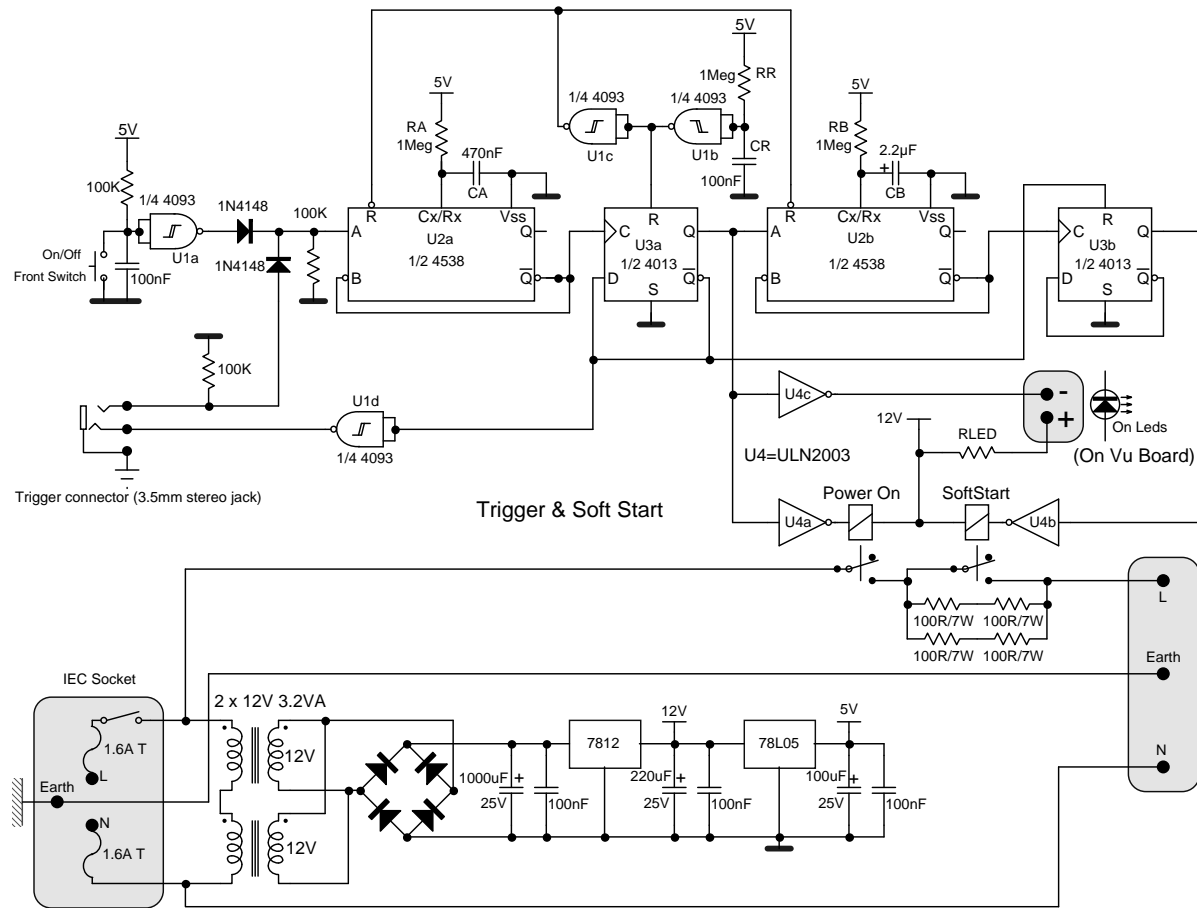 5V
1Meg
RR
5V
1/4 4093
1/4 4093
5V
RA
1Meg
470nF
CA
U1c
U1b
CR
100nF
RB
1Meg
2.2µF
+
CB
5V
100K
1/4 4093
1N4148
100K
U1a
On/Off
Front Switch
100nF
1N4148
R
Cx/Rx
Vss
A
U2a
Q
1/2 4538
B
Q
R
C
Q
U3a
1/2 4013
D
Q
S
R
Cx/Rx
Vss
A
U2b
Q
1/2 4538
B
Q
R
C
Q
U3b
1/2 4013
D
Q
S
100K
U1d
1/4 4093
Trigger connector (3.5mm stereo jack)
U4c
-
+
On Leds
(On Vu Board)
12V
RLED
U4=ULN2003
Trigger & Soft Start
Power On
SoftStart
U4a
U4b
100R/7W
100R/7W
100R/7W
100R/7W
L
Earth
N
IEC Socket
1.6A T
L
Earth
N
1.6A T
2 x 12V 3.2VA
12V
12V
1000uF
+
25V
100nF
7812
12V
220uF
+
25V
100nF
78L05
5V
100uF
+
25V
100nF